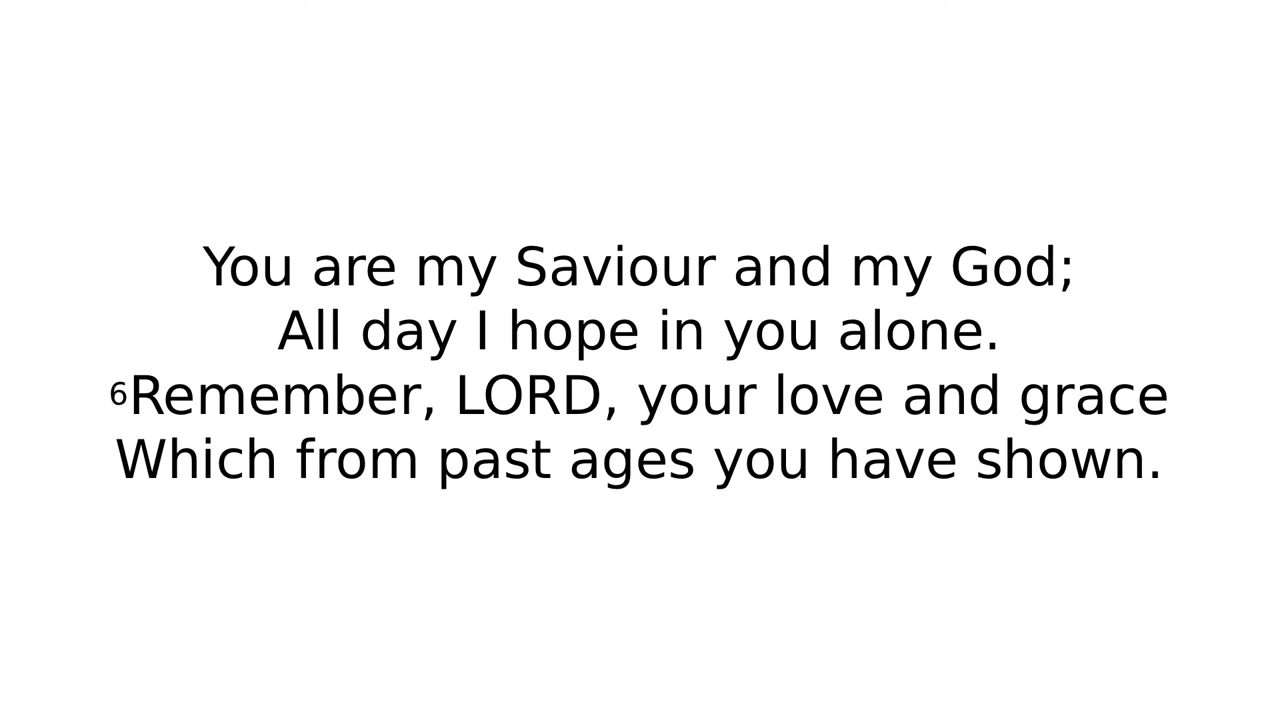 You are my Saviour and my God;
All day I hope in you alone.
6Remember, LORD, your love and grace
Which from past ages you have shown.